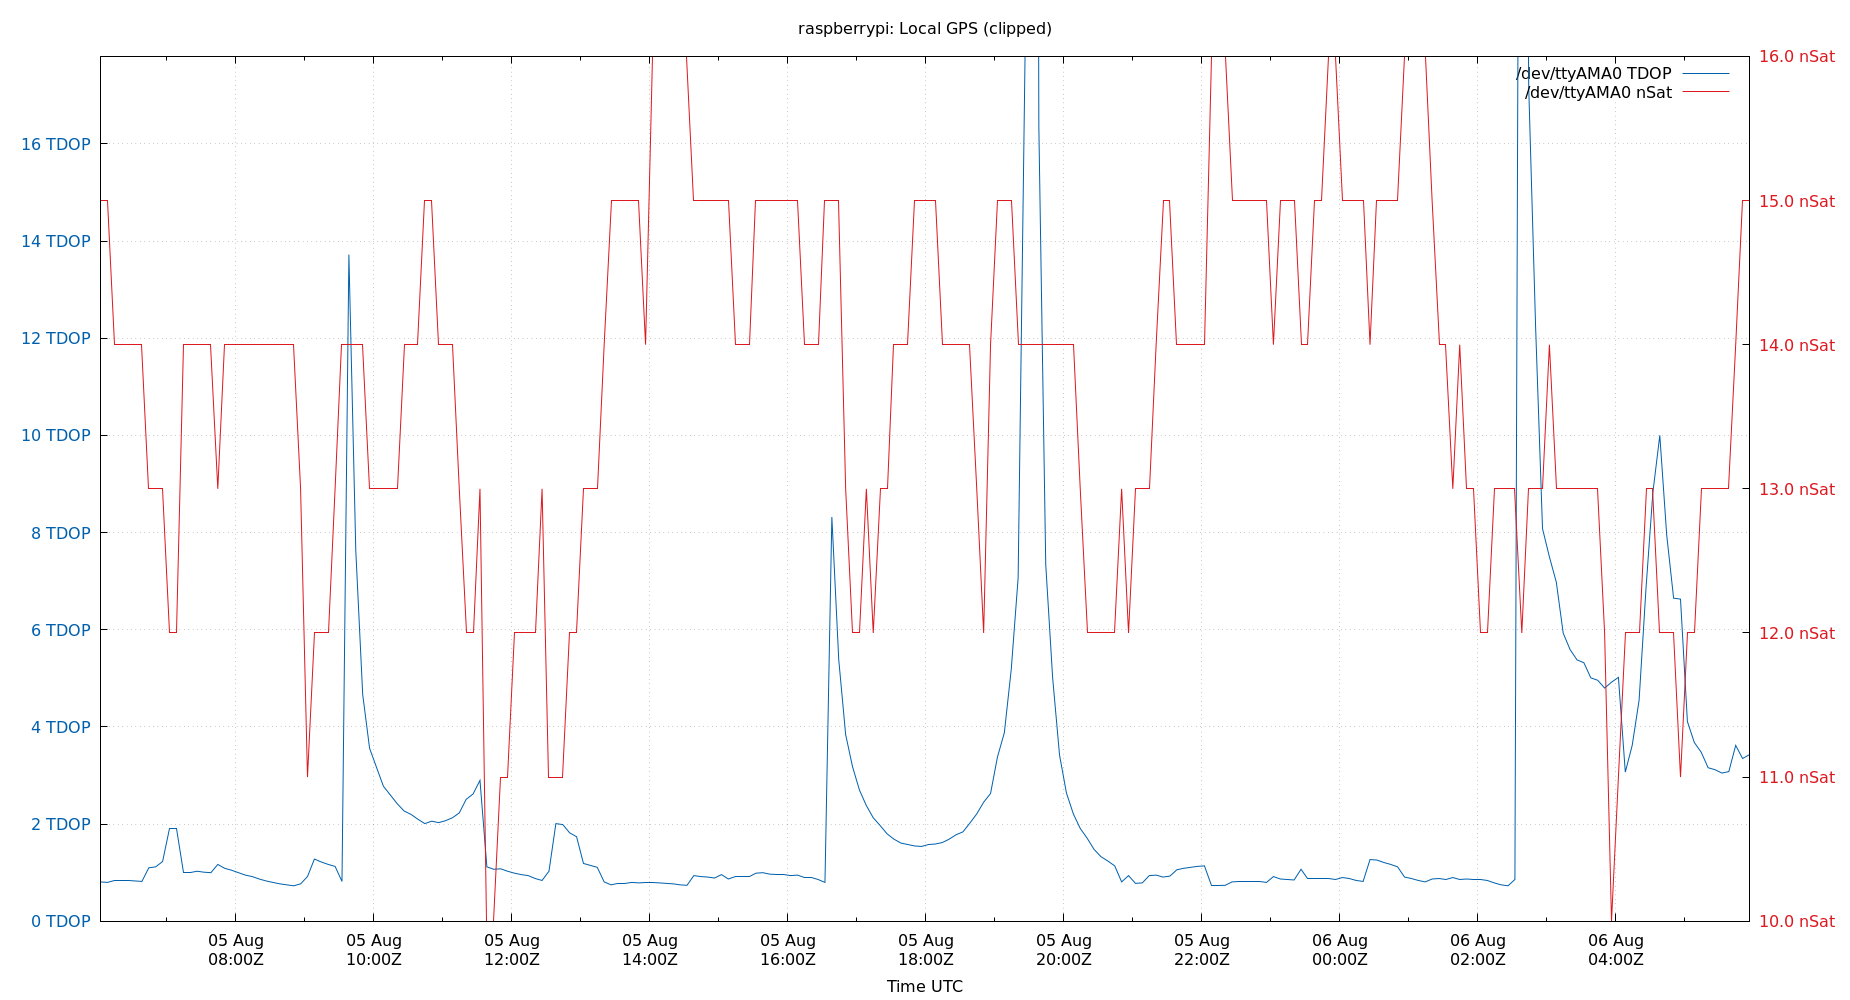 raspberrypi: Local GPS (clipped)
/dev/ttyAMA0 TDOP
/dev/ttyAMA0 nSat
16 TDOP
14 TDOP
12 TDOP
10 TDOP
8 TDOP
6 TDOP
4 TDOP
2 TDOP
0 TDOP
16.0 nSat
15.0 nSat
14.0 nSat
13.0 nSat
12.0 nSat
11.0 nSat
10.0 nSat
05 Aug
08:00Z
05 Aug
10:00Z
05 Aug
12:00Z
05 Aug
14:00Z
05 Aug
16:00Z
05 Aug
18:00Z
05 Aug
20:00Z
05 Aug
22:00Z
06 Aug
00:00Z
06 Aug
02:00Z
06 Aug
04:00Z
Time UTC